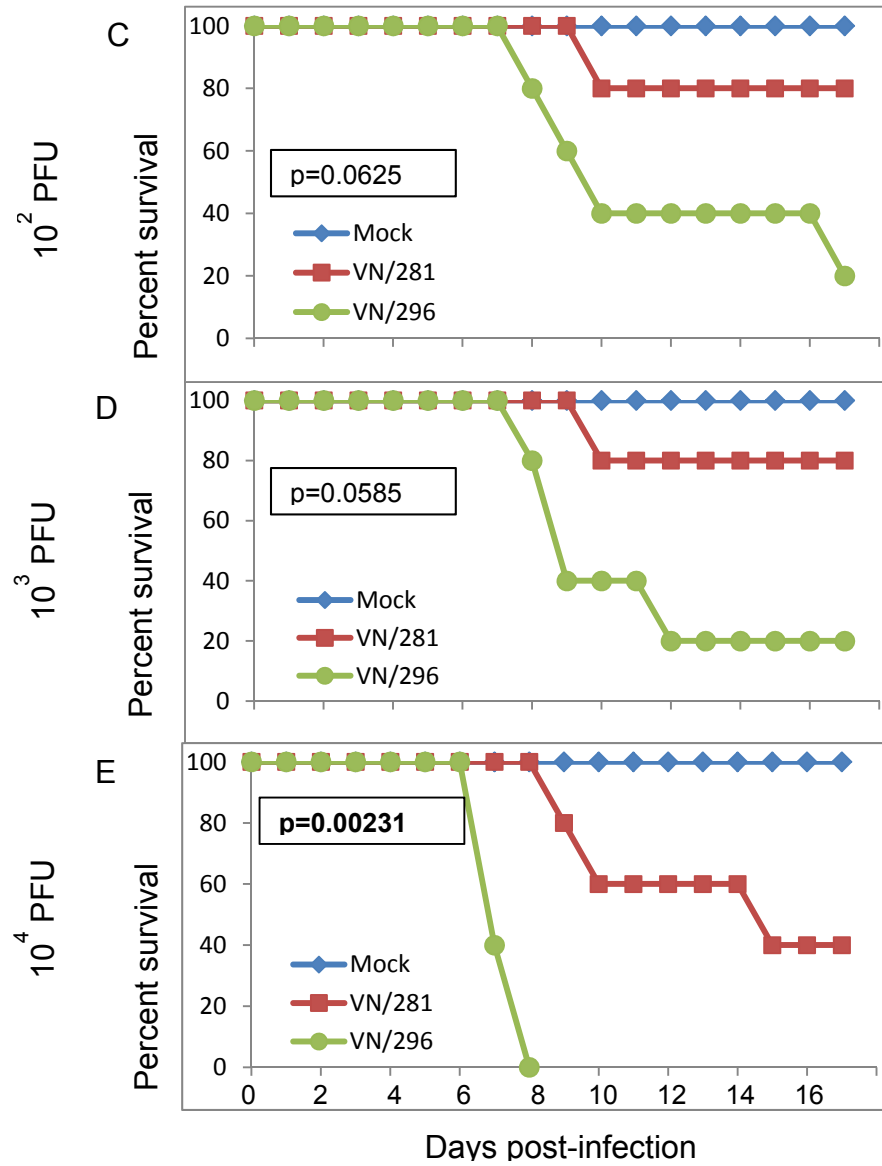 C
10² PFU
Percent survival
100
80
60
40
20
0
p=0.0625
Mock
VN/281
VN/296
D
10³ PFU
Percent survival
100
80
60
40
20
0
p=0.0585
Mock
VN/281
VN/296
E
10⁴ PFU
Percent survival
100
80
60
40
20
0
p=0.00231
Mock
VN/281
VN/296
0 2 4 6 8 10 12 14 16
Days post-infection